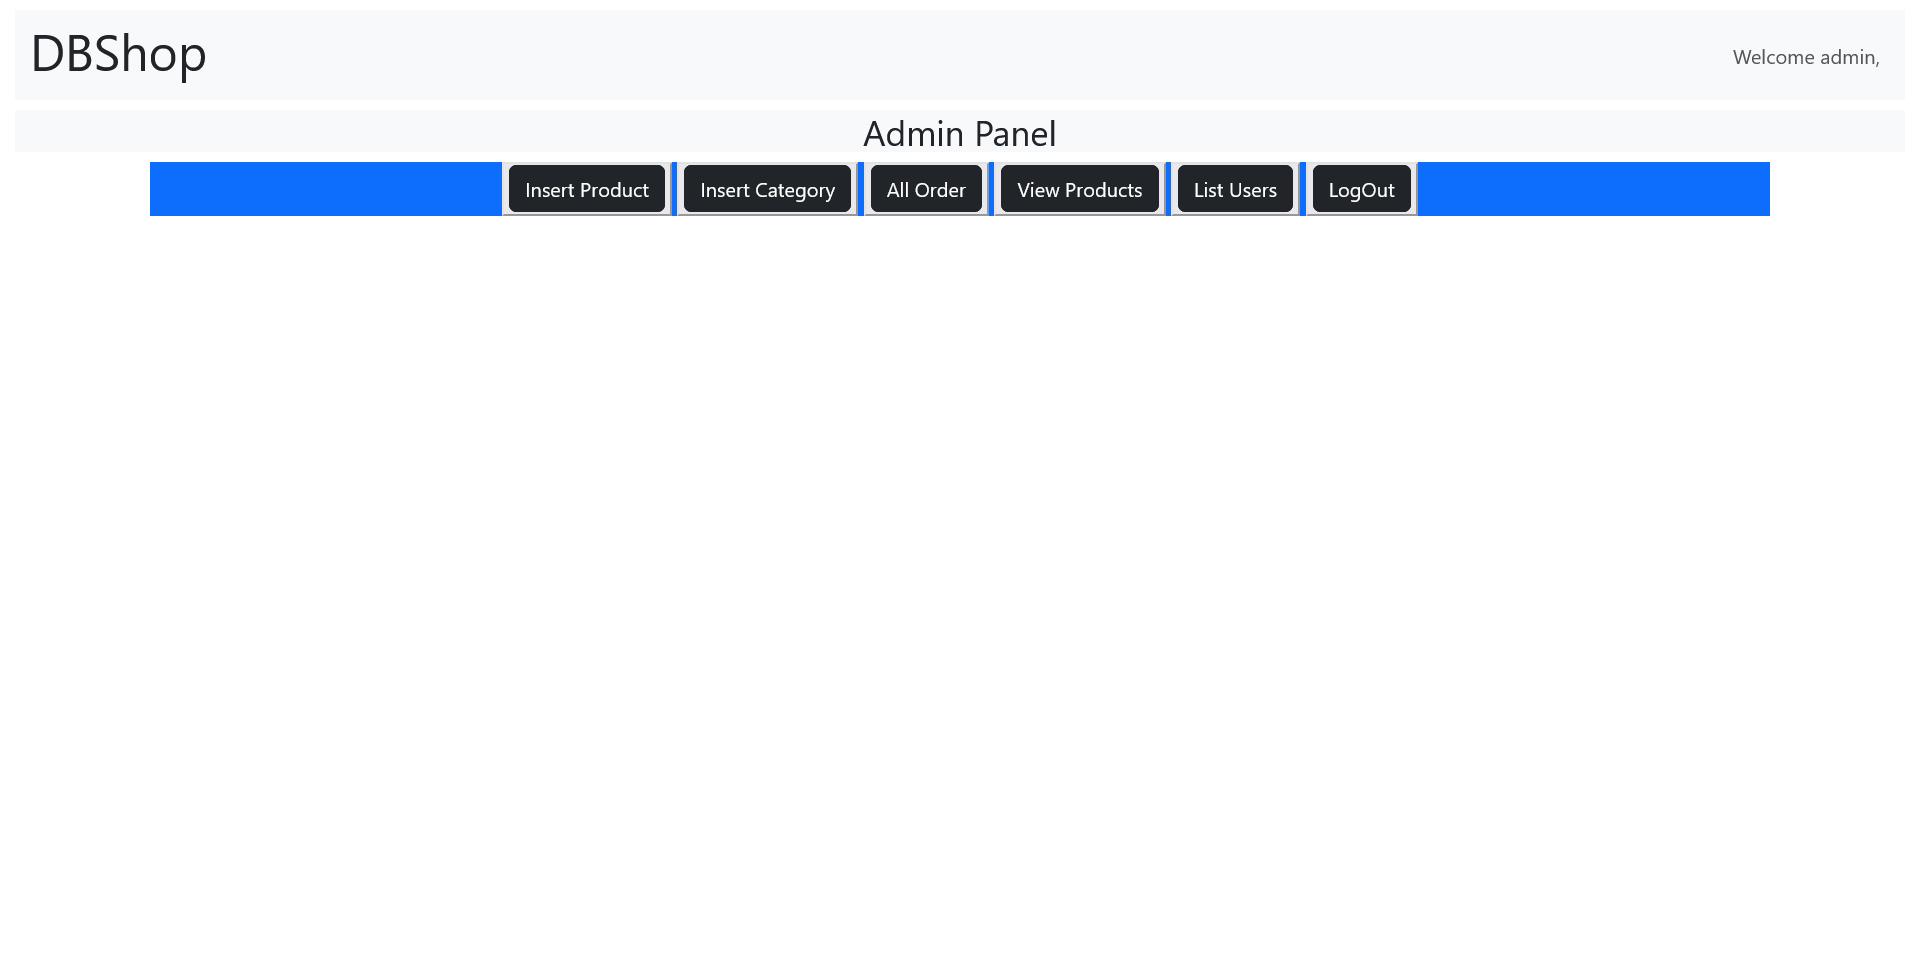 DBShop
Welcome admin,
Admin Panel
Insert Product Insert Category All Order View Products List Users LogOut